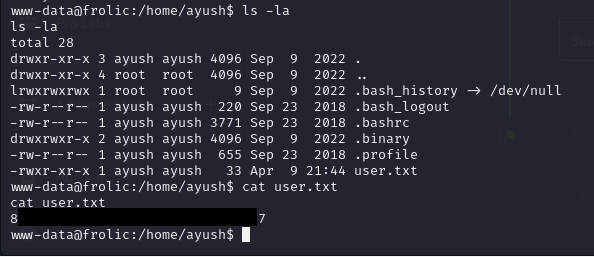 www-data@frolic:/home/ayush$ ls -la
ls -la
total 28
drwxr-xr-x 3 ayush ayush 4096 Sep  9  2022 .
drwxr-xr-x 4 root  root  4096 Sep  9  2022 ..
lrwxrwxrwx 1 root  root     9 Sep  9  2022 .bash_history → /dev/null
-rw-r--r-- 1 ayush ayush  220 Sep 23  2018 .bash_logout
-rw-r--r-- 1 ayush ayush 3771 Sep 23  2018 .bashrc
drwxrwxr-x 2 ayush ayush 4096 Sep  9  2022 .binary
-rw-r--r-- 1 ayush ayush  655 Sep 23  2018 .profile
-rwxr-xr-x 1 ayush ayush   33 Apr  9 21:44 user.txt
www-data@frolic:/home/ayush$ cat user.txt
cat user.txt
8 7
www-data@frolic:/home/ayush$